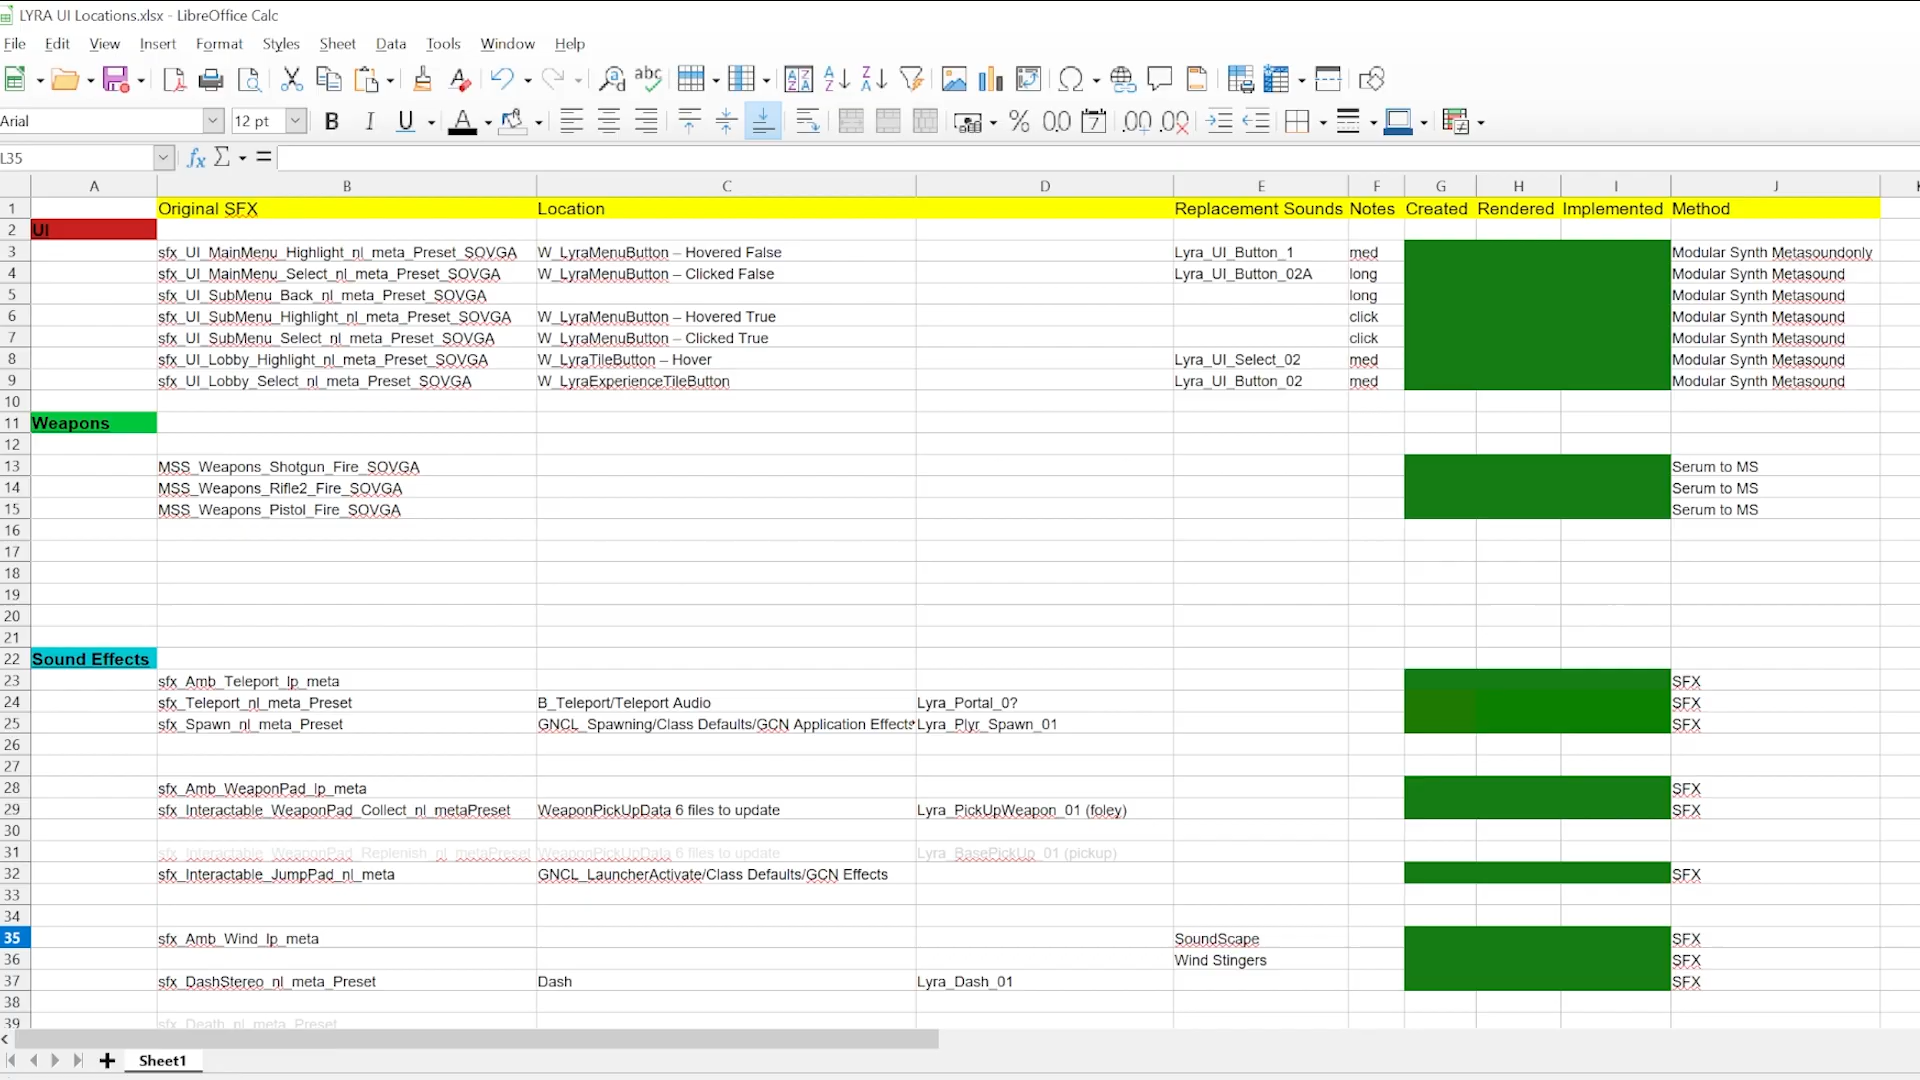 LYRA UI Locations.xlsx - LibreOffice Calc
File Edit View Insert Format Styles Sheet Data Tools Window Help
Arial 12 pt
L35
A B C D E F G H I J
1 Original SFX Location Replacement Sounds Notes Created Rendered Implemented Method
2 UI
3 sfx_UI_MainMenu_Highlight_nl_meta_Preset_SOVGA W_LyraMenuButton – Hovered False Lyra_UI_Button_1 med Modular Synth Metasoundonly
4 sfx_UI_MainMenu_Select_nl_meta_Preset_SOVGA W_LyraMenuButton – Clicked False Lyra_UI_Button_02A long Modular Synth Metasound
5 sfx_UI_SubMenu_Back_nl_meta_Preset_SOVGA long Modular Synth Metasound
6 sfx_UI_SubMenu_Highlight_nl_meta_Preset_SOVGA W_LyraMenuButton – Hovered True click Modular Synth Metasound
7 sfx_UI_SubMenu_Select_nl_meta_Preset_SOVGA W_LyraMenuButton – Clicked True click Modular Synth Metasound
8 sfx_UI_Lobby_Highlight_nl_meta_Preset_SOVGA W_LyraTileButton – Hover Lyra_UI_Select_02 med Modular Synth Metasound
9 sfx_UI_Lobby_Select_nl_meta_Preset_SOVGA W_LyraExperienceTileButton Lyra_UI_Button_02 med Modular Synth Metasound
10
11 Weapons
12
13 MSS_Weapons_Shotgun_Fire_SOVGA Serum to MS
14 MSS_Weapons_Rifle2_Fire_SOVGA Serum to MS
15 MSS_Weapons_Pistol_Fire_SOVGA Serum to MS
16
17
18
19
20
21
22 Sound Effects
23 sfx_Amb_Teleport_lp_meta SFX
24 sfx_Teleport_nl_meta_Preset B_Teleport/Teleport Audio Lyra_Portal_0? SFX
25 sfx_Spawn_nl_meta_Preset GNCL_Spawning/Class Defaults/GCN Application Effects Lyra_Plyr_Spawn_01 SFX
26
27
28 sfx_Amb_WeaponPad_lp_meta SFX
29 sfx_Interactable_WeaponPad_Collect_nl_metaPreset WeaponPickUpData 6 files to update Lyra_PickUpWeapon_01 (foley) SFX
30
31 sfx_Interactable_WeaponPad_Replenish_nl_metaPreset WeaponPickUpData 6 files to update Lyra_BasePickUp_01 (pickup)
32 sfx_Interactable_JumpPad_nl_meta GNCL_LauncherActivate/Class Defaults/GCN Effects SFX
33
34
35 sfx_Amb_Wind_lp_meta SoundScape SFX
36 Wind Stingers SFX
37 sfx_DashStereo_nl_meta_Preset Dash Lyra_Dash_01 SFX
38
39 sfx_Death_nl_meta_Preset
Sheet1